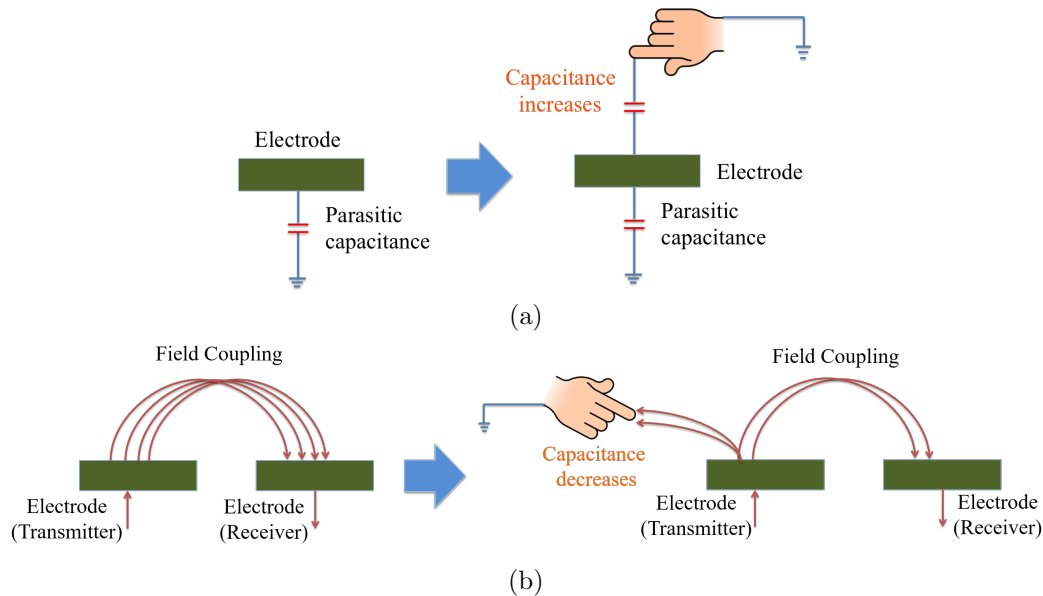 Capacitance
increases
Electrode
Electrode
Parasitic
capacitance
Parasitic
capacitance
(a)
Field Coupling
Field Coupling
Capacitance
decreases
Electrode
(Transmitter)
Electrode
(Receiver)
Electrode
(Transmitter)
Electrode
(Receiver)
(b)